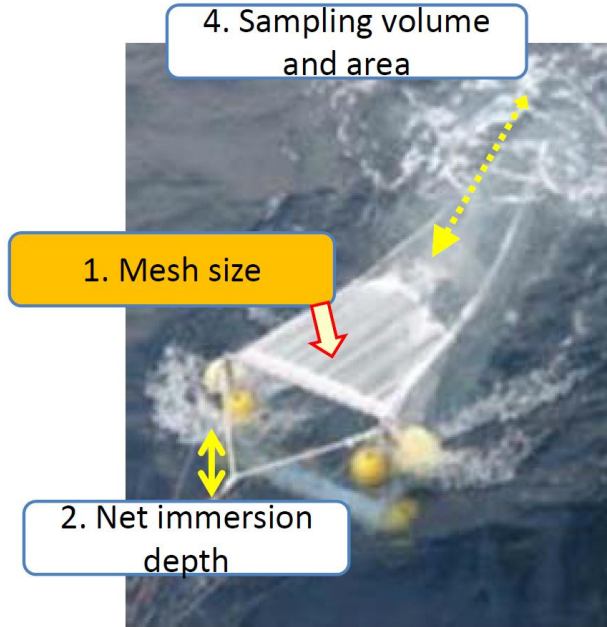 4. Sampling volume
and area
1. Mesh size
2. Net immersion
depth